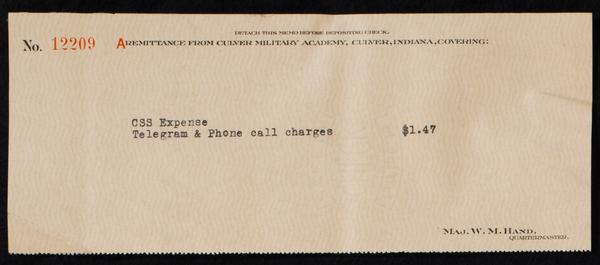 DETACH THIS MEMO BEFORE DEPOSITING CHECK.
No. 12209 A REMITTANCE FROM CULVER MILITARY ACADEMY, CULVER, INDIANA, COVERING:
CSS Expense
Telegram & Phone call charges $1.47
MAJ. W. M. HAND,
QUARTERMASTER.